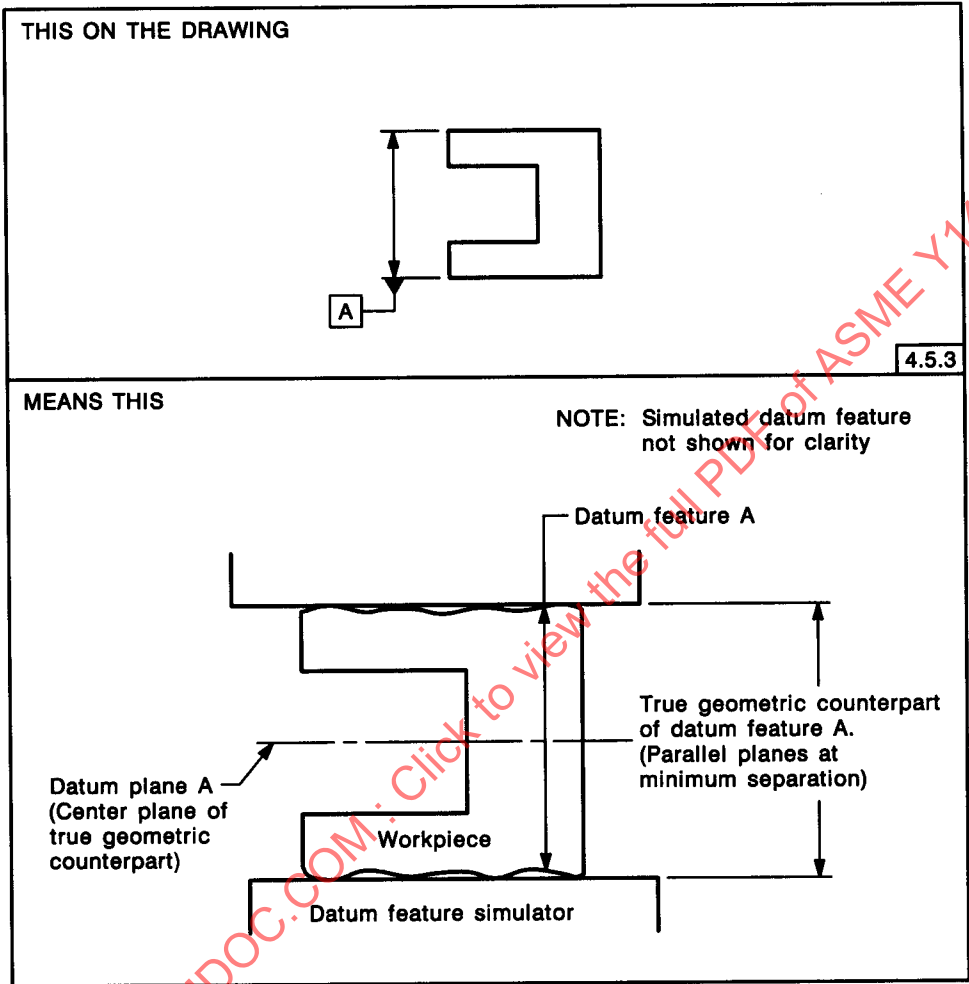 THIS ON THE DRAWING
A
4.5.3
MEANS THIS
NOTE: Simulated datum feature
not shown for clarity
Datum feature A
True geometric counterpart
of datum feature A.
(Parallel planes at
minimum separation)
Datum plane A
(Center plane of
true geometric
counterpart)
Workpiece
Datum feature simulator
DOC.COM : Click to view the full PDF of ASME Y14